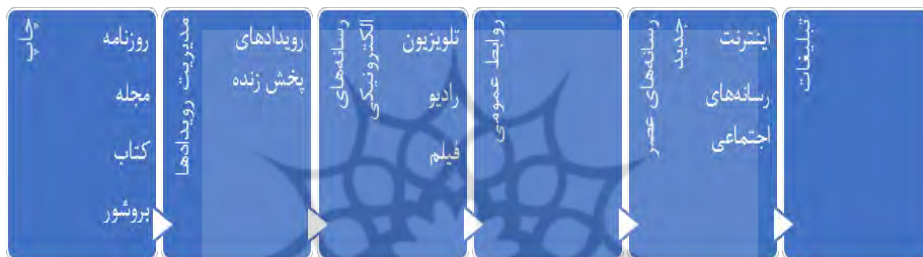 چاپ
روزنامه
مجله
کتاب
بروشور
مدیریت رویدادها
رویدادهای
پخش زنده
رسانه‌های
الکترونیکی
تلویزیون
رادیو
فیلم
روابط عمومی
رسانه‌های عصر
جدید
اینترنت
رسانه‌های
اجتماعی
تبلیغات